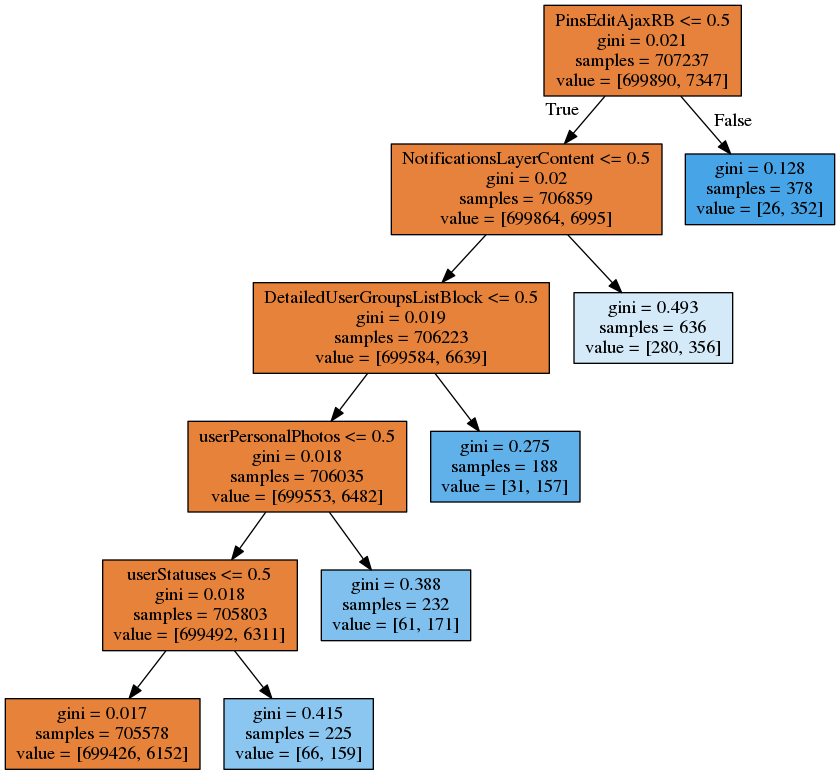 PinsEditAjaxRB <= 0.5
gini = 0.021
samples = 707237
value = [699890, 7347]
True
False
NotificationsLayerContent <= 0.5
gini = 0.02
samples = 706859
value = [699864, 6995]
gini = 0.128
samples = 378
value = [26, 352]
DetailedUserGroupsListBlock <= 0.5
gini = 0.019
samples = 706223
value = [699584, 6639]
gini = 0.493
samples = 636
value = [280, 356]
userPersonalPhotos <= 0.5
gini = 0.018
samples = 706035
value = [699553, 6482]
gini = 0.275
samples = 188
value = [31, 157]
userStatuses <= 0.5
gini = 0.018
samples = 705803
value = [699492, 6311]
gini = 0.388
samples = 232
value = [61, 171]
gini = 0.017
samples = 705578
value = [699426, 6152]
gini = 0.415
samples = 225
value = [66, 159]